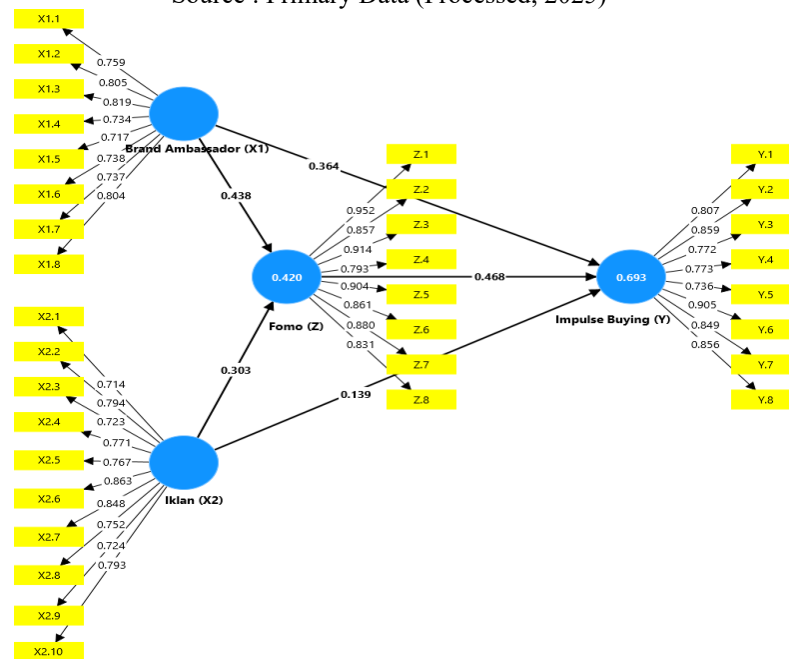 Source : Primary Data (Processed, 2025)
X1.1
X1.2
X1.3
X1.4
X1.5
X1.6
X1.7
X1.8
0.759
0.805
0.819
0.734
0.717
0.738
0.737
0.804
Brand Ambassador (X1)
0.364
0.438
Z.1
Z.2
Z.3
Z.4
Z.5
Z.6
Z.7
Z.8
0.952
0.857
0.914
0.793
0.904
0.861
0.880
0.831
0.420
Fomo (Z)
0.468
Y.1
Y.2
Y.3
Y.4
Y.5
Y.6
Y.7
Y.8
0.807
0.859
0.772
0.773
0.736
0.905
0.849
0.856
0.693
Impulse Buying (Y)
0.303
0.139
X2.1
X2.2
X2.3
X2.4
X2.5
X2.6
X2.7
X2.8
X2.9
X2.10
0.714
0.794
0.723
0.771
0.767
0.863
0.848
0.752
0.724
0.793
Iklan (X2)